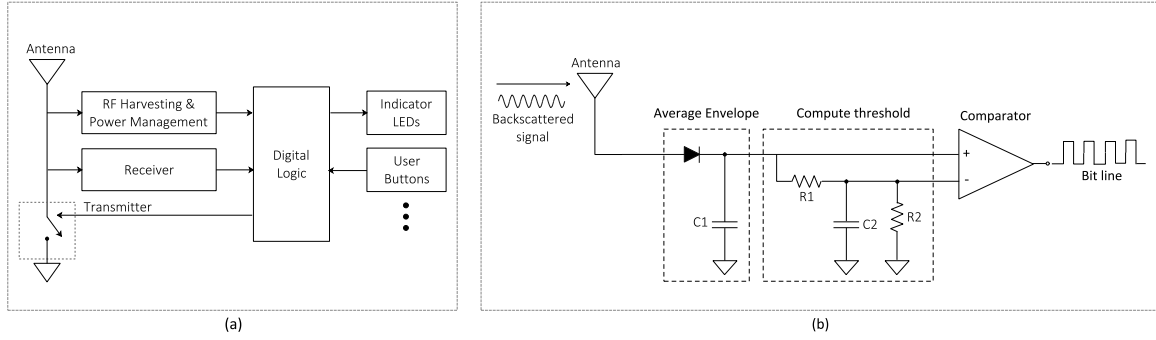 Antenna
RF Harvesting &
Power Management
Receiver
Transmitter
Digital
Logic
Indicator
LEDs
User
Buttons
(a)
Antenna
Backscattered
signal
Average Envelope
C1
Compute threshold
R1
C2
R2
Comparator
+
-
Bit line
(b)